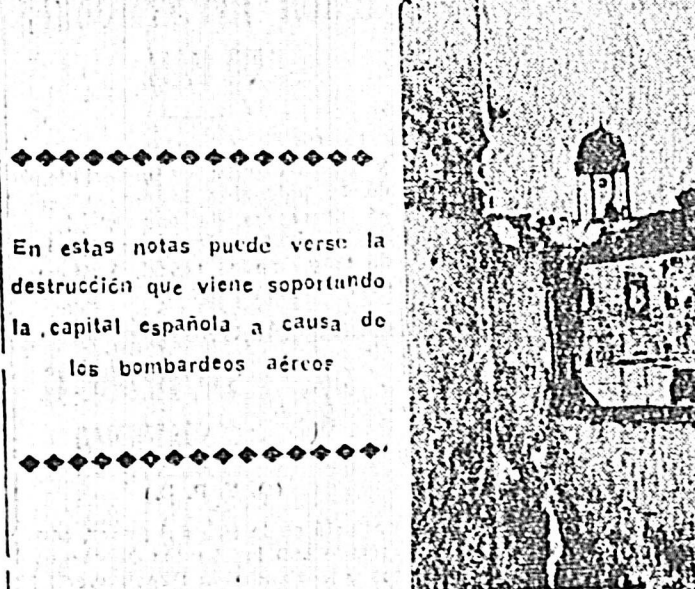 En estas notas puede verse la
destrucción que viene soportando
la capital española a causa de
los bombardeos aéreos